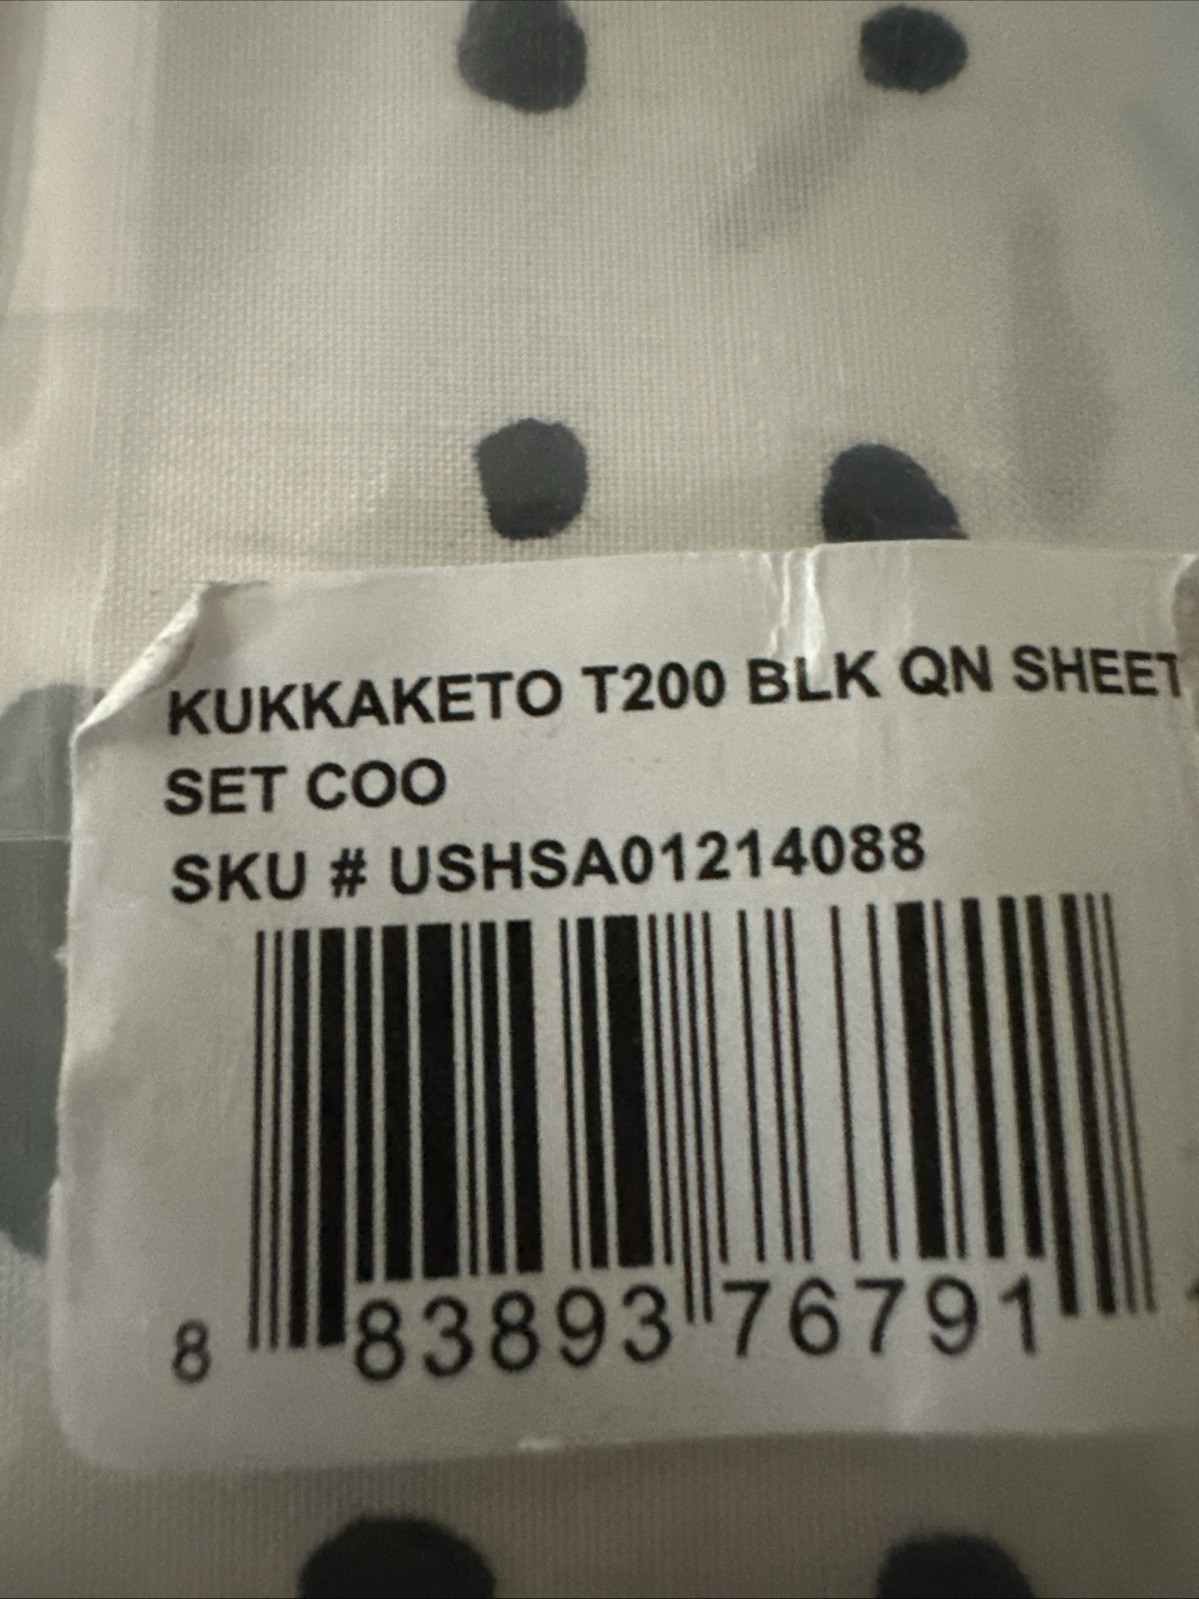 KUKKAKETO T200 BLK QN SHEET
SET COO
SKU # USHSA01214088
8 83893 76791